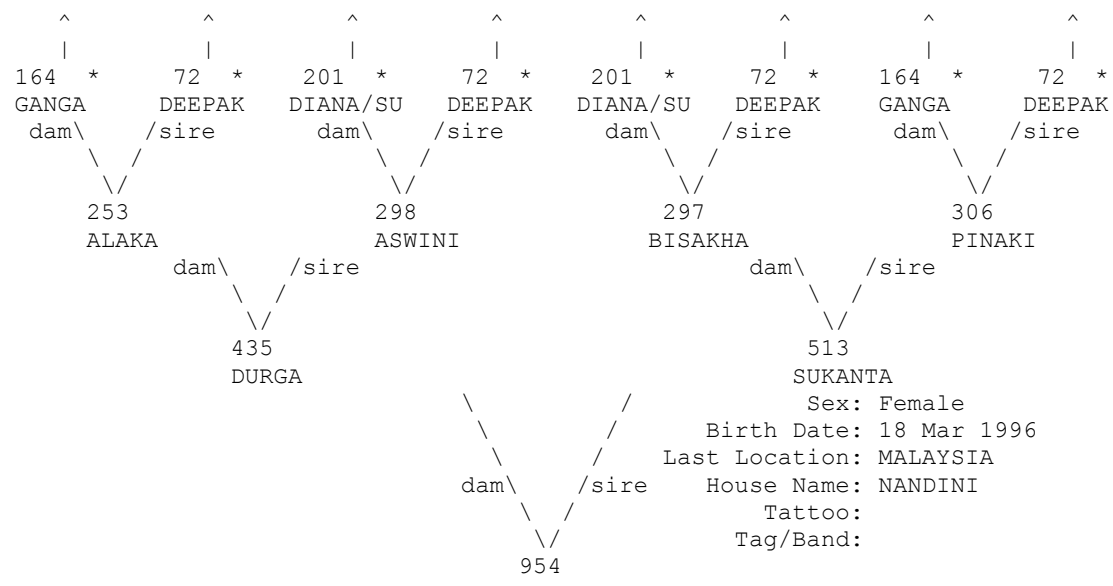 ^ ^ ^ ^ ^ ^ ^ ^
| | | | | | | |
164 * 72 * 201 * 72 * 201 * 72 * 164 * 72 *
GANGA DEEPAK DIANA/SU DEEPAK DIANA/SU DEEPAK GANGA DEEPAK
dam\ /sire dam\ /sire dam\ /sire dam\ /sire
\ / \ / \ / \ /
\/ \/ \/ \/
253 298 297 306
ALAKA ASWINI BISAKHA PINAKI
dam\ /sire dam\ /sire
\ / \ /
\/ \/
435 513
DURGA SUKANTA
\ / Sex: Female
\ / Birth Date: 18 Mar 1996
\ / Last Location: MALAYSIA
dam\ /sire House Name: NANDINI
\ / Tattoo:
\/ Tag/Band:
954